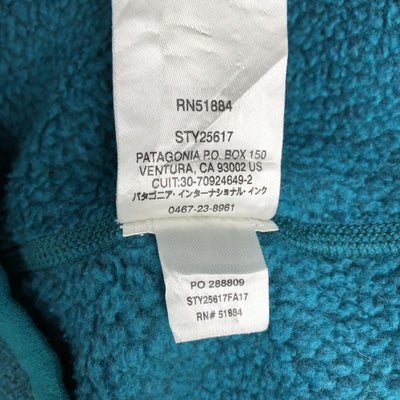 RN51884
STY25617
PATAGONIA P.O. BOX 150
VENTURA, CA 93002 US
CUIT:30-70924649-2
パタゴニア・インターナショナル・インク
0467-23-8961
PO 288809
STY25617FA17
RN# 51884